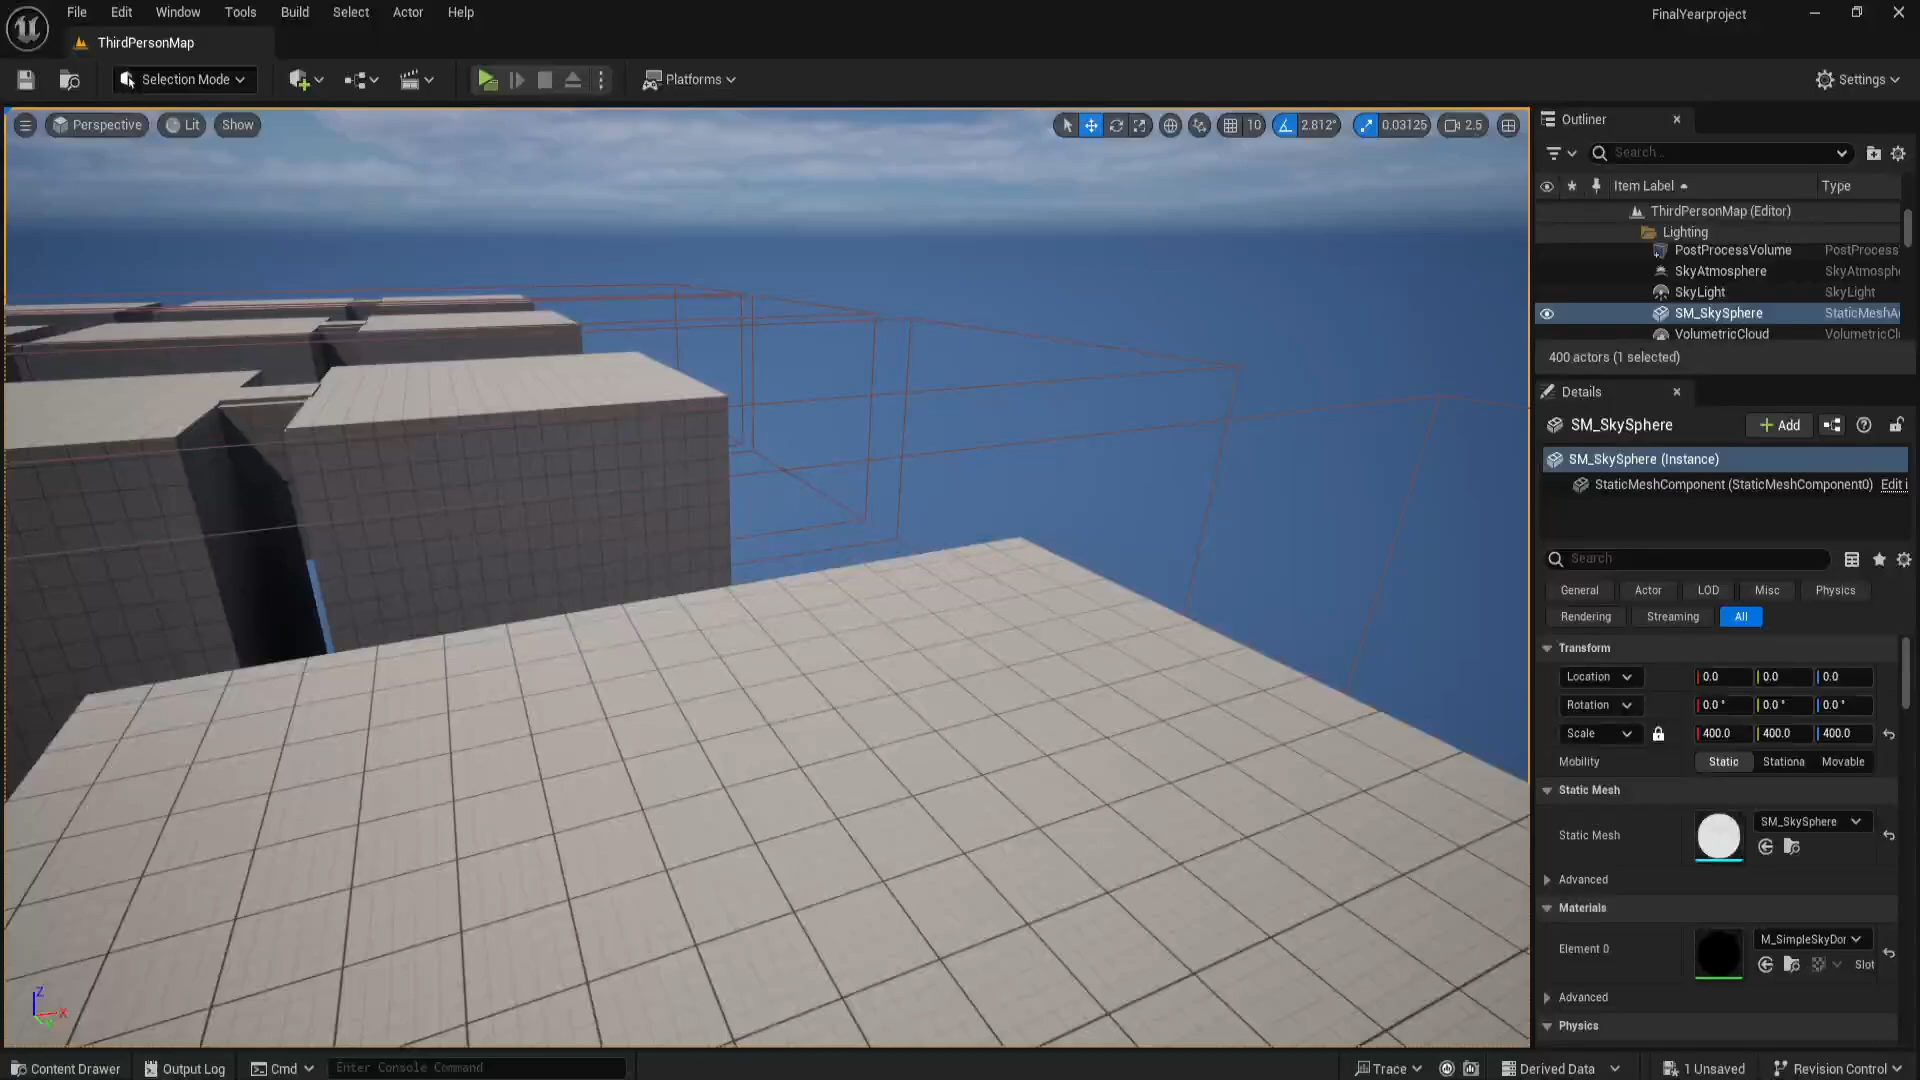 File Edit Window Tools Build Select Actor Help
FinalYearproject
ThirdPersonMap
Selection Mode
Platforms
Settings
Perspective
Lit
Show
10
2.812°
0.03125
2.5
Outliner
Search...
Item Label
Type
ThirdPersonMap (Editor)
Lighting
PostProcessVolume PostProcess
SkyAtmosphere SkyAtmosph
SkyLight SkyLight
SM_SkySphere StaticMeshA
VolumetricCloud VolumetricCl
400 actors (1 selected)
Details
SM_SkySphere
Add
SM_SkySphere (Instance)
StaticMeshComponent (StaticMeshComponent0) Edit i
Search
General Actor LOD Misc Physics
Rendering Streaming All
Transform
Location 0.0 0.0 0.0
Rotation 0.0 ° 0.0 ° 0.0 °
Scale 400.0 400.0 400.0
Mobility Static Stationa Movable
Static Mesh
Static Mesh SM_SkySphere
Advanced
Materials
Element 0 M_SimpleSkyDor
Slot
Advanced
Physics
Z
X
Y
Content Drawer
Output Log
Cmd
Enter Console Command
Trace
Derived Data
1 Unsaved
Revision Control